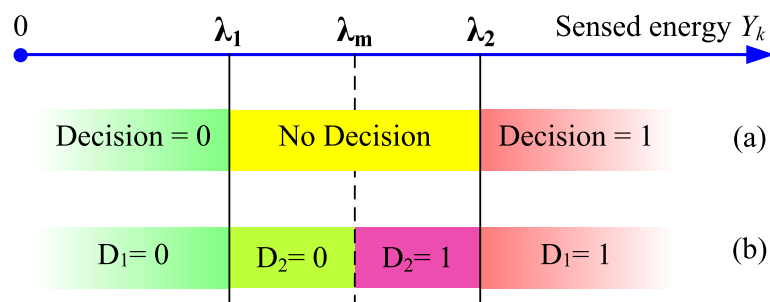 0 λ₁ λₘ λ₂ Sensed energy Yₖ
Decision = 0 No Decision Decision = 1 (a)
D₁= 0 D₂= 0 D₂= 1 D₁= 1 (b)